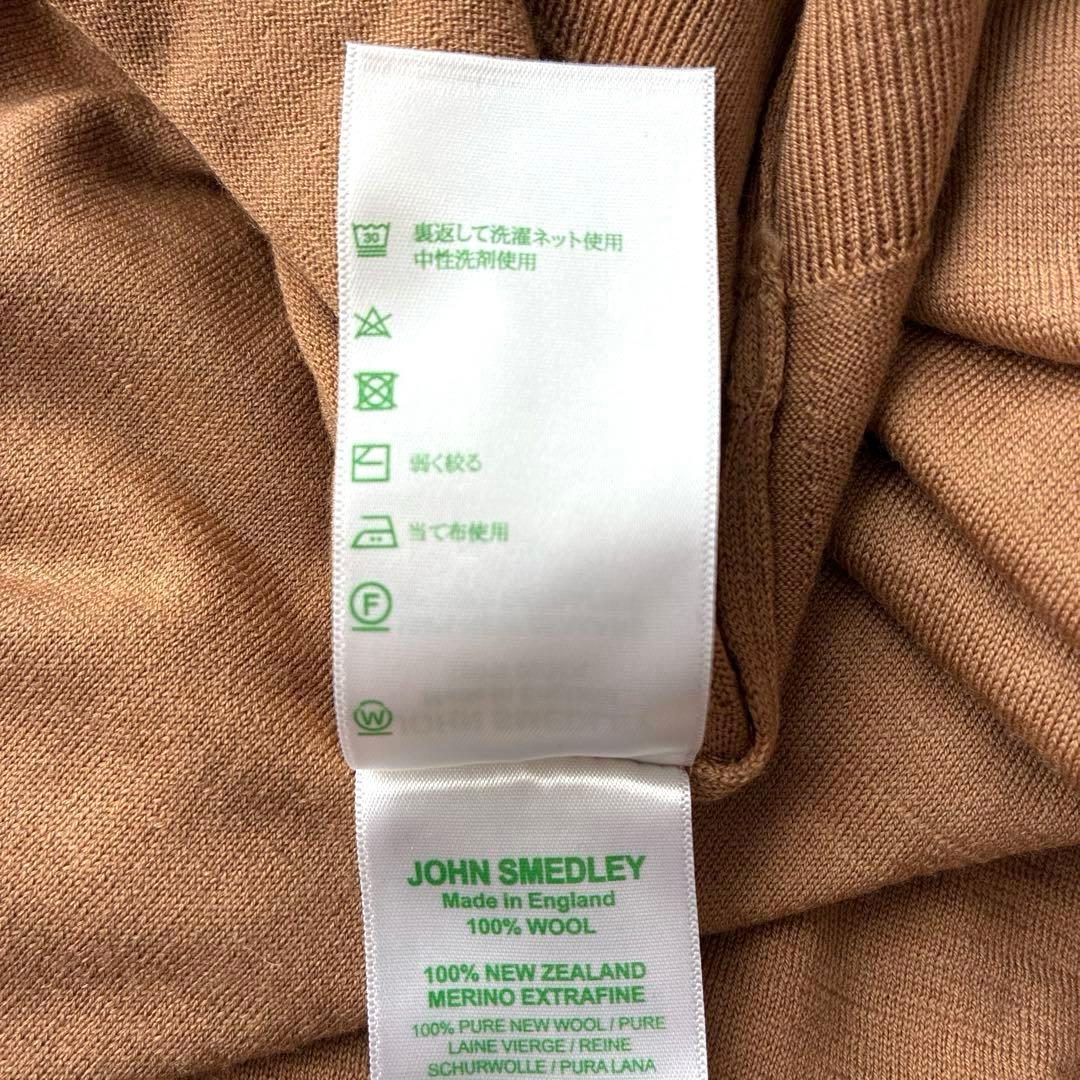 30
裏返して洗濯ネット使用
中性洗剤使用
弱く絞る
当て布使用
F
W
JOHN SMEDLEY
Made in England
100% WOOL
100% NEW ZEALAND
MERINO EXTRAFINE
100% PURE NEW WOOL / PURE
LAINE VIERGE / REINE
SCHURWOLLE / PURA LANA